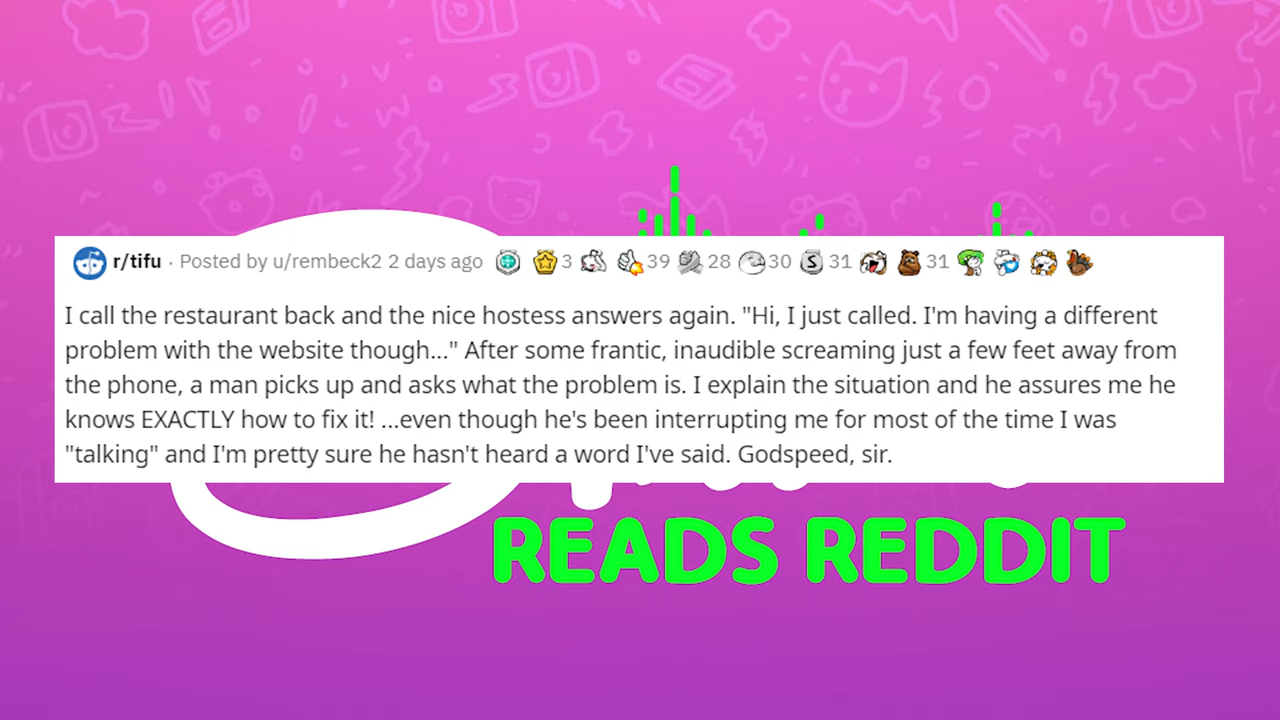 r/tifu · Posted by u/rembeck2 2 days ago 3 39 28 30 S 31 31
I call the restaurant back and the nice hostess answers again. "Hi, I just called. I'm having a different
problem with the website though..." After some frantic, inaudible screaming just a few feet away from
the phone, a man picks up and asks what the problem is. I explain the situation and he assures me he
knows EXACTLY how to fix it! ...even though he's been interrupting me for most of the time I was
"talking" and I'm pretty sure he hasn't heard a word I've said. Godspeed, sir.
READS REDDIT